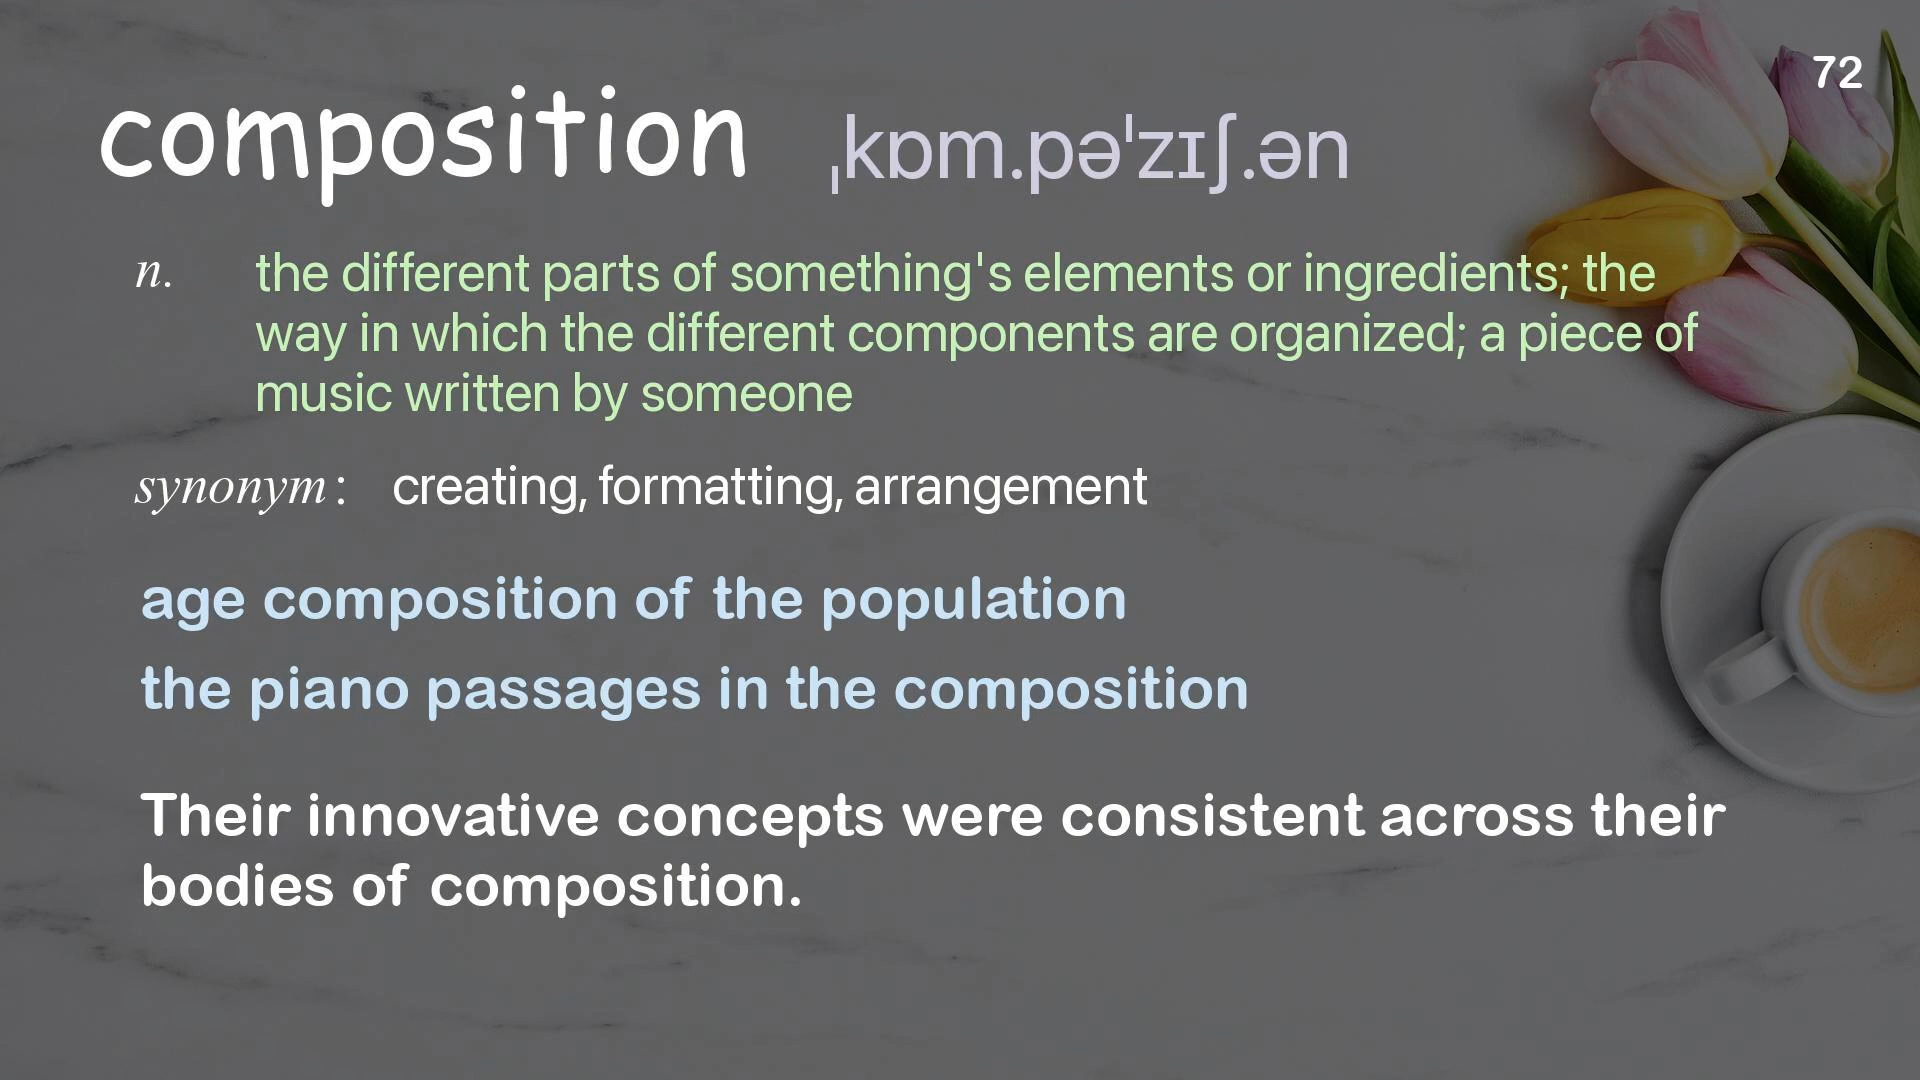 72
composition ˌkɒm.pəˈzɪʃ.ən
n. the different parts of something's elements or ingredients; the
way in which the different components are organized; a piece of
music written by someone
synonym: creating, formatting, arrangement
age composition of the population
the piano passages in the composition
Their innovative concepts were consistent across their
bodies of composition.